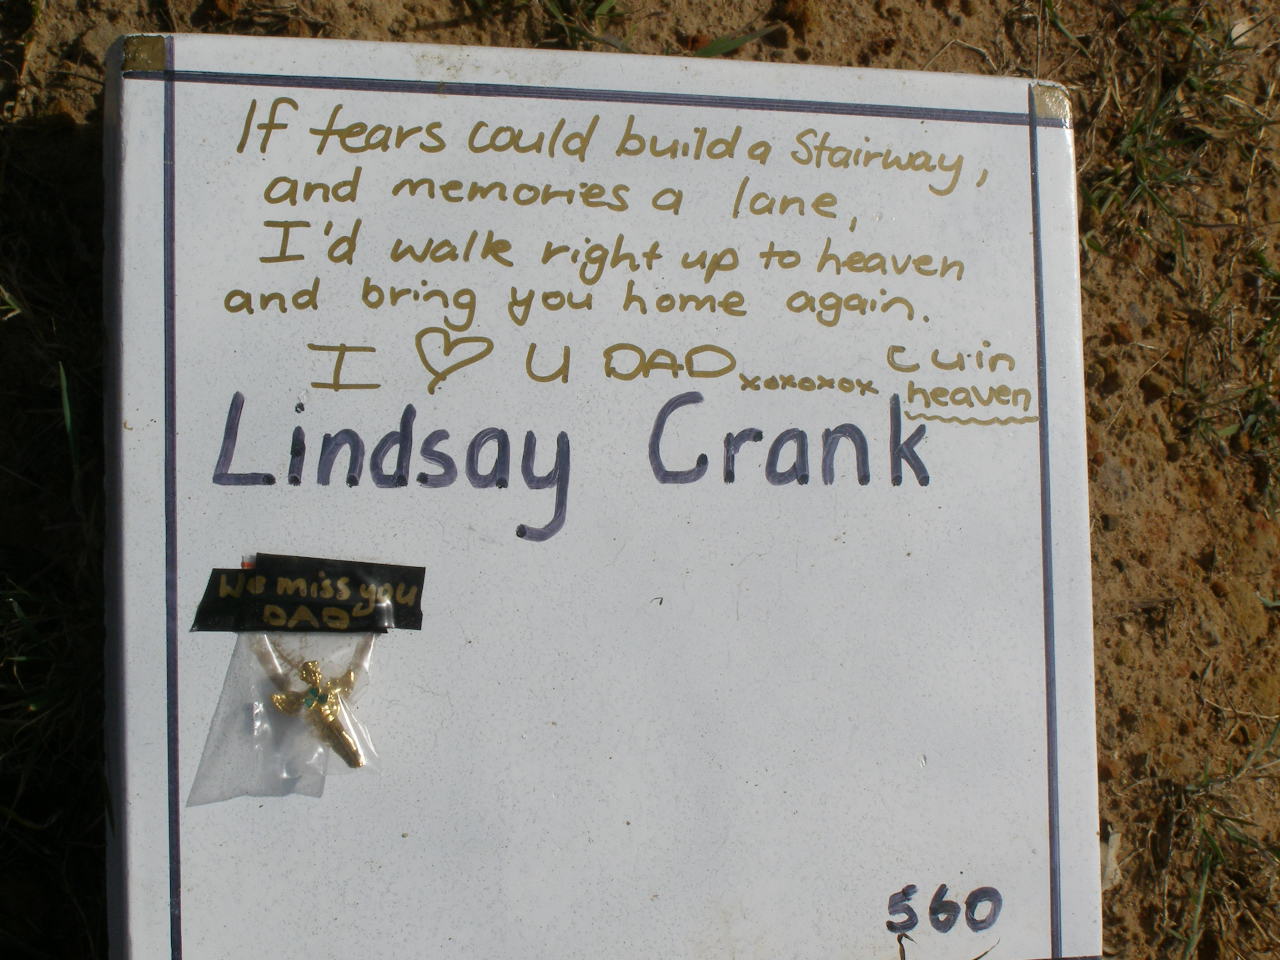 If tears could build a Stairway,
and memories a lane,
I'd walk right up to heaven
and bring you home again.
I ♡ U DAD xoxoxox c u in
heaven
Lindsay Crank
We miss you
DAD
560